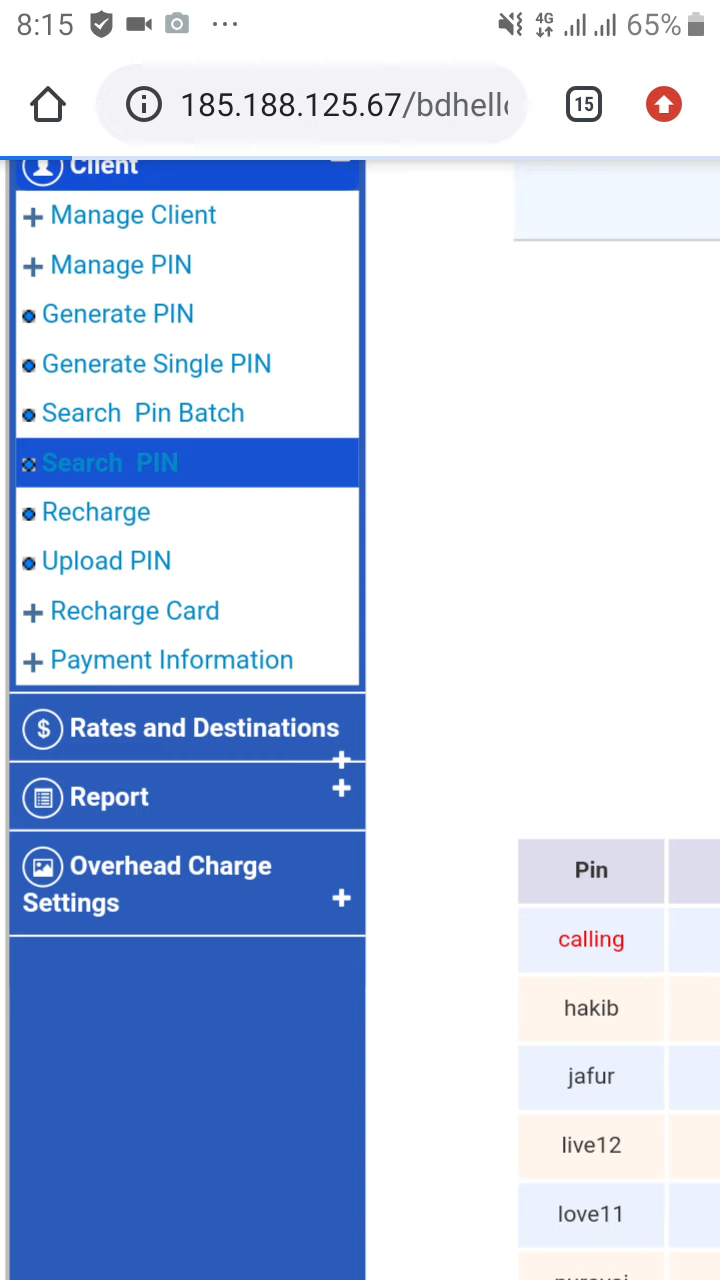 8:15
4G
65%
185.188.125.67/bdhello
15
Client
Manage Client
Manage PIN
Generate PIN
Generate Single PIN
Search Pin Batch
Search PIN
Recharge
Upload PIN
Recharge Card
Payment Information
$ Rates and Destinations
Report
Overhead Charge
Settings
Pin
calling
hakib
jafur
live12
love11